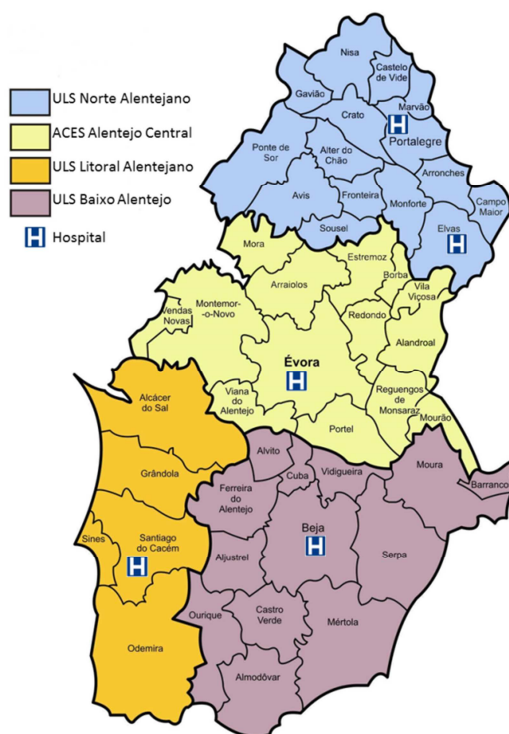 ULS Norte Alentejano
ACES Alentejo Central
ULS Litoral Alentejano
ULS Baixo Alentejo
H Hospital
Nisa
Castelo
de Vide
Gavião
Marvão
Crato
H
Portalegre
Ponte de
Sor
Alter do
Chão
Arronches
Avis
Fronteira
Monforte
Campo
Maior
Sousel
Elvas
H
Mora
Estremoz
Borba
Arraiolos
Vila
Viçosa
Montemor-
-o-Novo
Vendas
Novas
Redondo
Alandroal
Évora
H
Viana do
Alentejo
Reguengos
de
Monsaraz
Portel
Mourão
Alcácer
do Sal
Alvito
Cuba
Vidigueira
Moura
Barranco
Grândola
Ferreira
do
Alentejo
Beja
H
Sines
Santiago
do Cacém
H
Aljustrel
Serpa
Ourique
Castro
Verde
Mértola
Odemira
Almodôvar